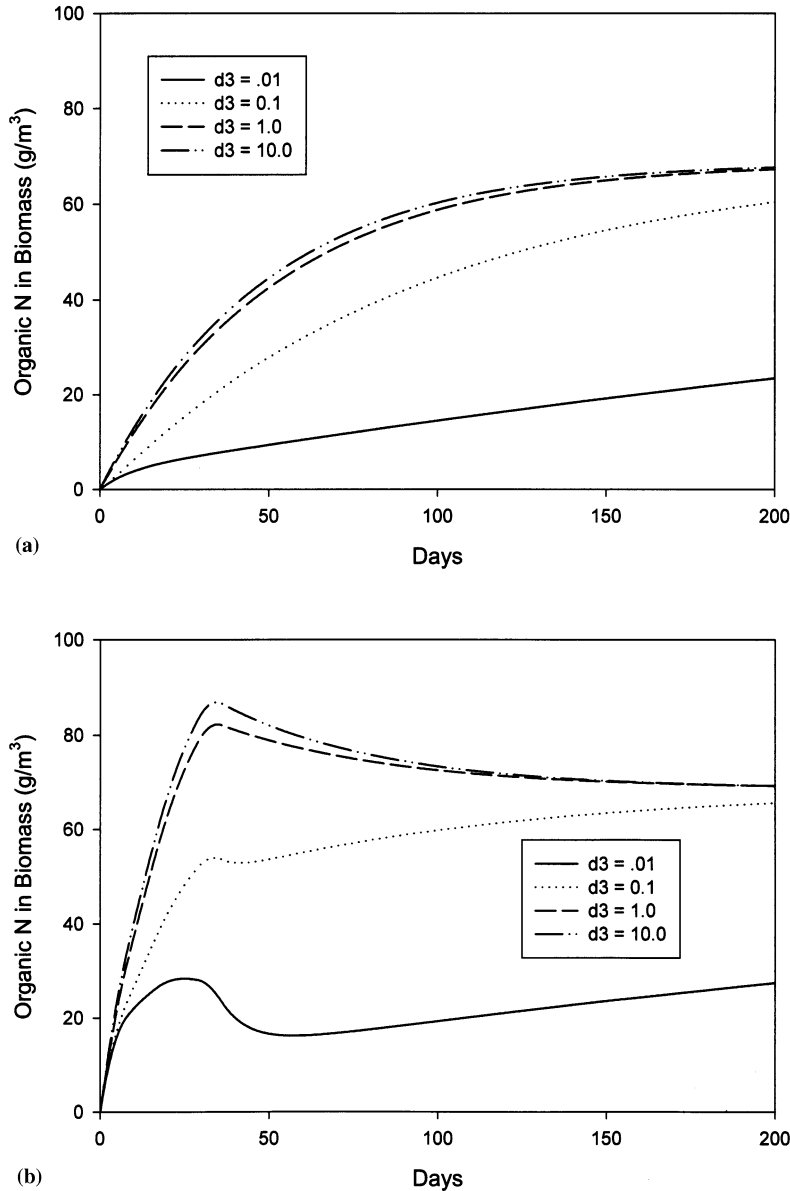 100
80
60
40
20
0
Organic N in Biomass (g/m³)
d3 = .01
d3 = 0.1
d3 = 1.0
d3 = 10.0
0 50 100 150 200
(a)
Days
100
80
60
40
20
0
Organic N in Biomass (g/m³)
d3 = .01
d3 = 0.1
d3 = 1.0
d3 = 10.0
0 50 100 150 200
(b)
Days